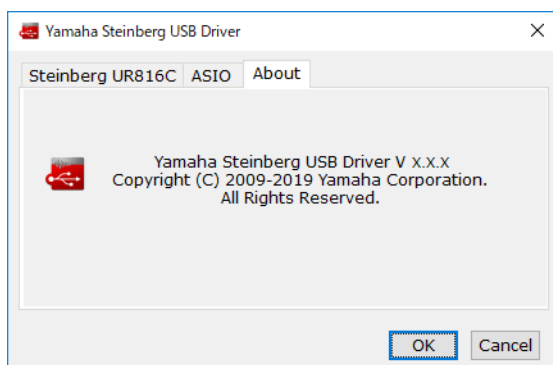 Yamaha Steinberg USB Driver
Steinberg UR816C ASIO About
Yamaha Steinberg USB Driver V x.x.x
Copyright (C) 2009-2019 Yamaha Corporation.
All Rights Reserved.
OK Cancel